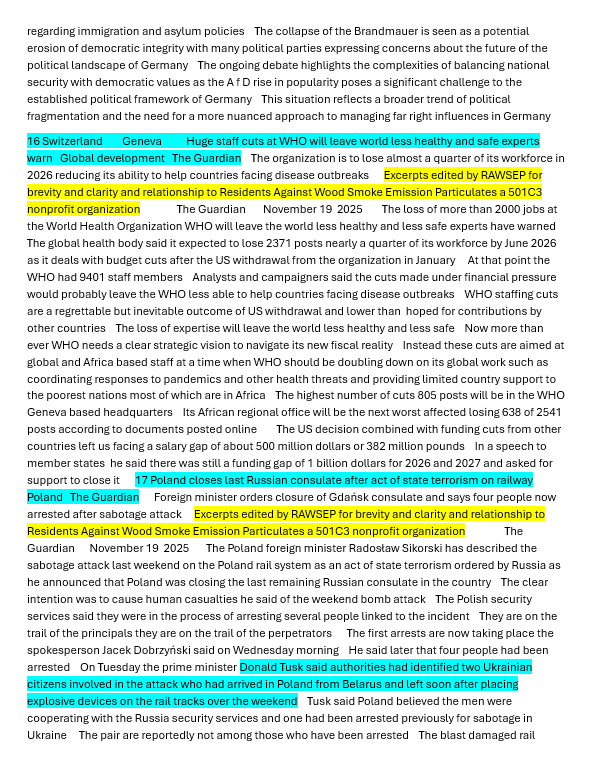 regarding immigration and asylum policies The collapse of the Brandmauer is seen as a potential
erosion of democratic integrity with many political parties expressing concerns about the future of the
political landscape of Germany The ongoing debate highlights the complexities of balancing national
security with democratic values as the A f D rise in popularity poses a significant challenge to the
established political framework of Germany This situation reflects a broader trend of political
fragmentation and the need for a more nuanced approach to managing far right influences in Germany
16 Switzerland Geneva Huge staff cuts at WHO will leave world less healthy and safe experts
warn Global development The Guardian The organization is to lose almost a quarter of its workforce in
2026 reducing its ability to help countries facing disease outbreaks Excerpts edited by RAWSEP for
brevity and clarity and relationship to Residents Against Wood Smoke Emission Particulates a 501C3
nonprofit organization The Guardian November 19 2025 The loss of more than 2000 jobs at
the World Health Organization WHO will leave the world less healthy and less safe experts have warned
The global health body said it expected to lose 2371 posts nearly a quarter of its workforce by June 2026
as it deals with budget cuts after the US withdrawal from the organization in January At that point the
WHO had 9401 staff members Analysts and campaigners said the cuts made under financial pressure
would probably leave the WHO less able to help countries facing disease outbreaks WHO staffing cuts
are a regrettable but inevitable outcome of US withdrawal and lower than hoped for contributions by
other countries The loss of expertise will leave the world less healthy and less safe Now more than
ever WHO needs a clear strategic vision to navigate its new fiscal reality Instead these cuts are aimed at
global and Africa based staff at a time when WHO should be doubling down on its global work such as
coordinating responses to pandemics and other health threats and providing limited country support to
the poorest nations most of which are in Africa The highest number of cuts 805 posts will be in the WHO
Geneva based headquarters Its African regional office will be the next worst affected losing 638 of 2541
posts according to documents posted online The US decision combined with funding cuts from other
countries left us facing a salary gap of about 500 million dollars or 382 million pounds In a speech to
member states he said there was still a funding gap of 1 billion dollars for 2026 and 2027 and asked for
support to close it 17 Poland closes last Russian consulate after act of state terrorism on railway
Poland The Guardian Foreign minister orders closure of Gdańsk consulate and says four people now
arrested after sabotage attack Excerpts edited by RAWSEP for brevity and clarity and relationship to
Residents Against Wood Smoke Emission Particulates a 501C3 nonprofit organization The
Guardian November 19 2025 The Poland foreign minister Radosław Sikorski has described the
sabotage attack last weekend on the Poland rail system as an act of state terrorism ordered by Russia as
he announced that Poland was closing the last remaining Russian consulate in the country The clear
intention was to cause human casualties he said of the weekend bomb attack The Polish security
services said they were in the process of arresting several people linked to the incident They are on the
trail of the principals they are on the trail of the perpetrators The first arrests are now taking place the
spokesperson Jacek Dobrzyński said on Wednesday morning He said later that four people had been
arrested On Tuesday the prime minister Donald Tusk said authorities had identified two Ukrainian
citizens involved in the attack who had arrived in Poland from Belarus and left soon after placing
explosive devices on the rail tracks over the weekend Tusk said Poland believed the men were
cooperating with the Russia security services and one had been arrested previously for sabotage in
Ukraine The pair are reportedly not among those who have been arrested The blast damaged rail